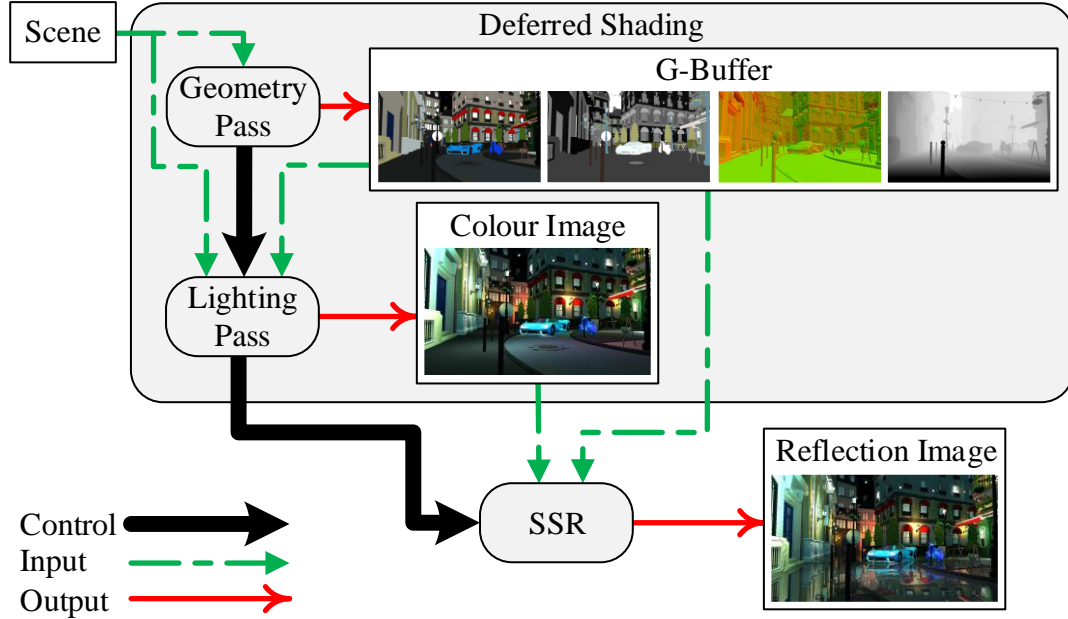 Scene
Deferred Shading
G-Buffer
Geometry
Pass
Colour Image
Lighting
Pass
Reflection Image
SSR
Control
Input
Output